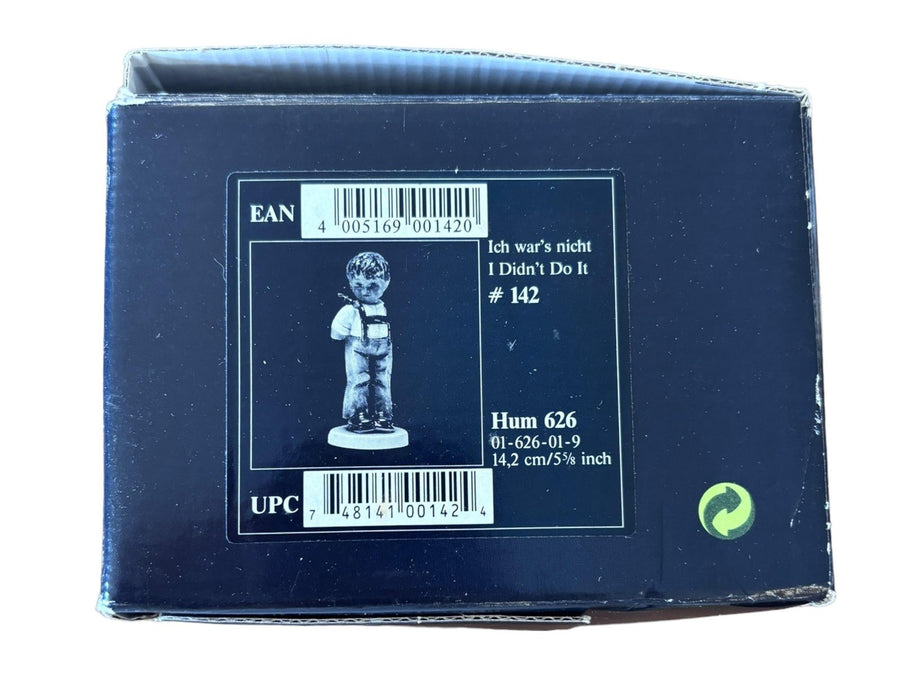 EAN
4 005169 001420
Ich war's nicht
I Didn't Do It
# 142
Hum 626
01-626-01-9
14,2 cm/5⅝ inch
UPC
7 48141 00142 4